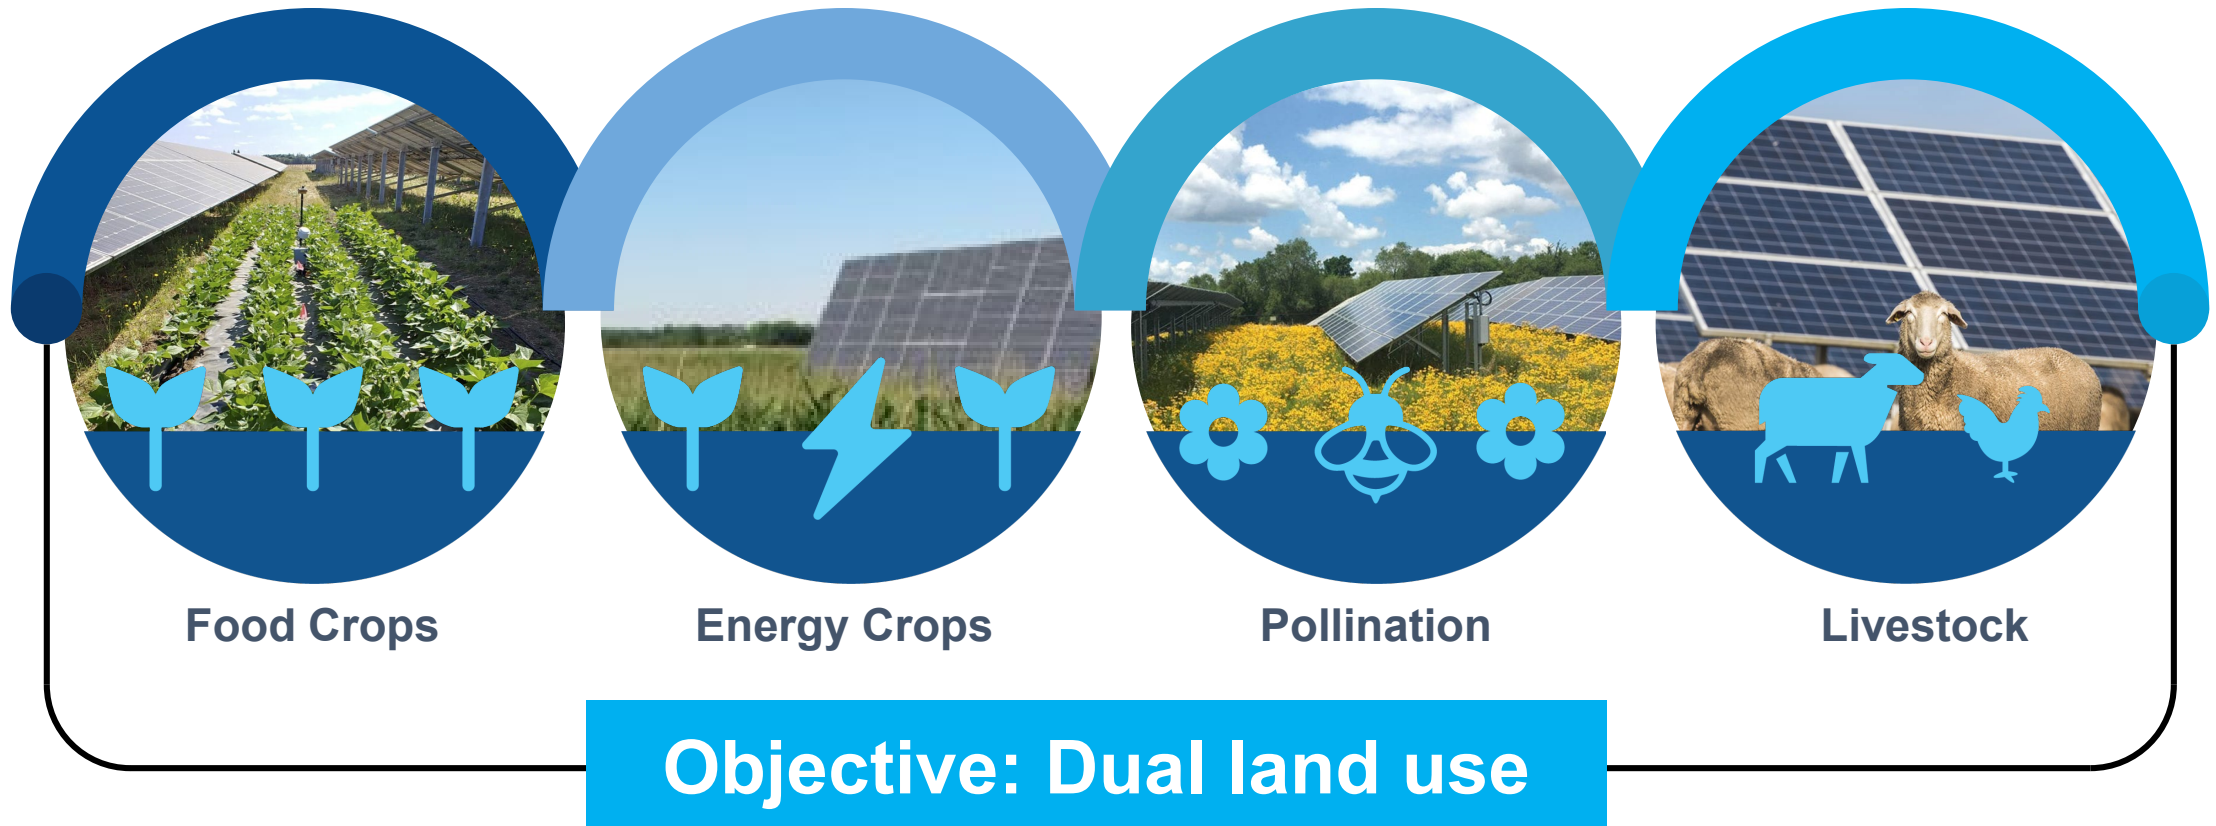 Food Crops
Energy Crops
Pollination
Livestock
Objective: Dual land use